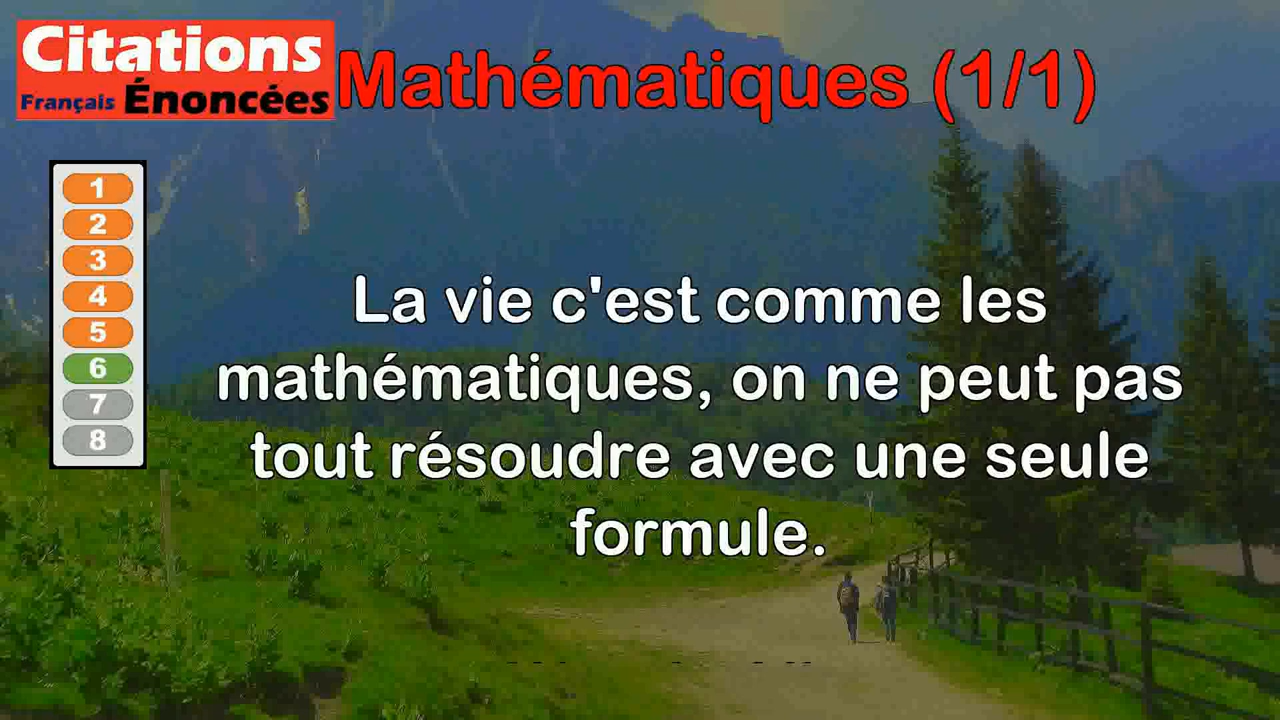 Citations
Français Énoncées
Mathématiques (1/1)
1
2
3
4
5
6
7
8
La vie c'est comme les
mathématiques, on ne peut pas
tout résoudre avec une seule
formule.